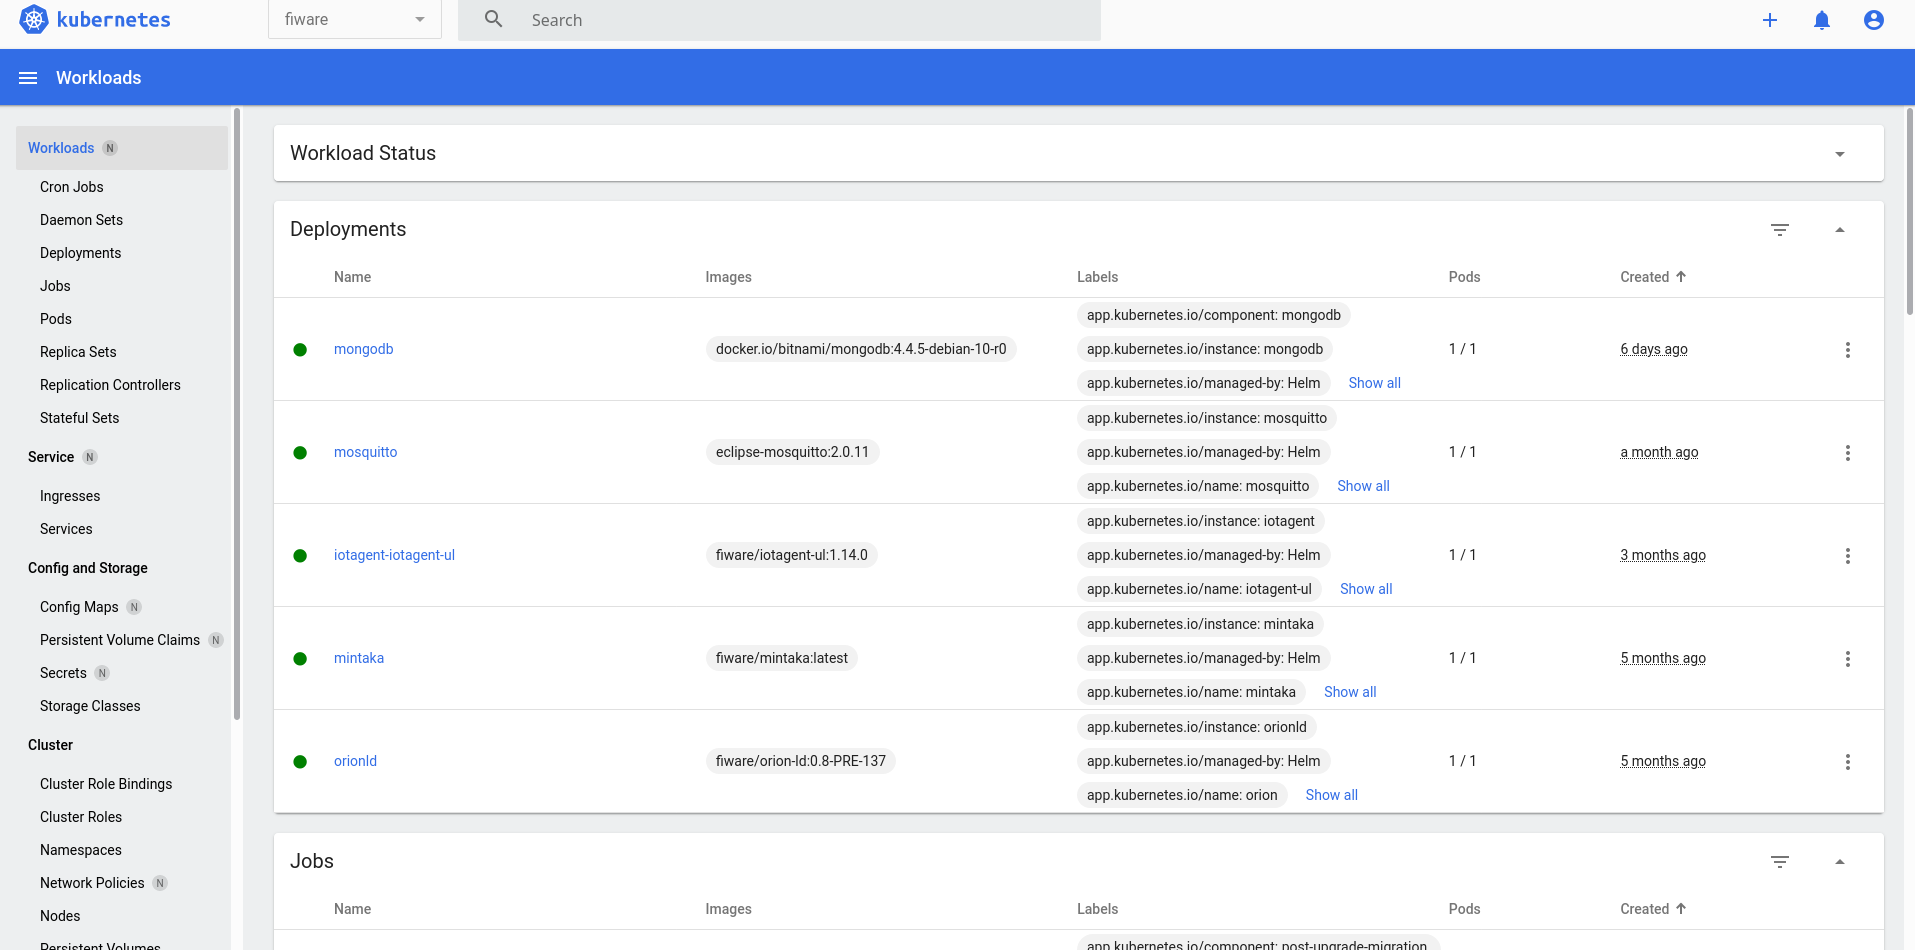 kubernetes
fiware
Search
Workloads
Workloads N
Cron Jobs
Daemon Sets
Deployments
Jobs
Pods
Replica Sets
Replication Controllers
Stateful Sets
Service N
Ingresses
Services
Config and Storage
Config Maps N
Persistent Volume Claims N
Secrets N
Storage Classes
Cluster
Cluster Role Bindings
Cluster Roles
Namespaces
Network Policies N
Nodes
Persistent Volumes
Workload Status
Deployments
Name Images Labels Pods Created
app.kubernetes.io/component: mongodb
mongodb docker.io/bitnami/mongodb:4.4.5-debian-10-r0 app.kubernetes.io/instance: mongodb 1 / 1 6 days ago
app.kubernetes.io/managed-by: Helm Show all
app.kubernetes.io/instance: mosquitto
mosquitto eclipse-mosquitto:2.0.11 app.kubernetes.io/managed-by: Helm 1 / 1 a month ago
app.kubernetes.io/name: mosquitto Show all
app.kubernetes.io/instance: iotagent
iotagent-iotagent-ul fiware/iotagent-ul:1.14.0 app.kubernetes.io/managed-by: Helm 1 / 1 3 months ago
app.kubernetes.io/name: iotagent-ul Show all
app.kubernetes.io/instance: mintaka
mintaka fiware/mintaka:latest app.kubernetes.io/managed-by: Helm 1 / 1 5 months ago
app.kubernetes.io/name: mintaka Show all
app.kubernetes.io/instance: orionld
orionld fiware/orion-ld:0.8-PRE-137 app.kubernetes.io/managed-by: Helm 1 / 1 5 months ago
app.kubernetes.io/name: orion Show all
Jobs
Name Images Labels Pods Created
app.kubernetes.io/component: post-upgrade-migration